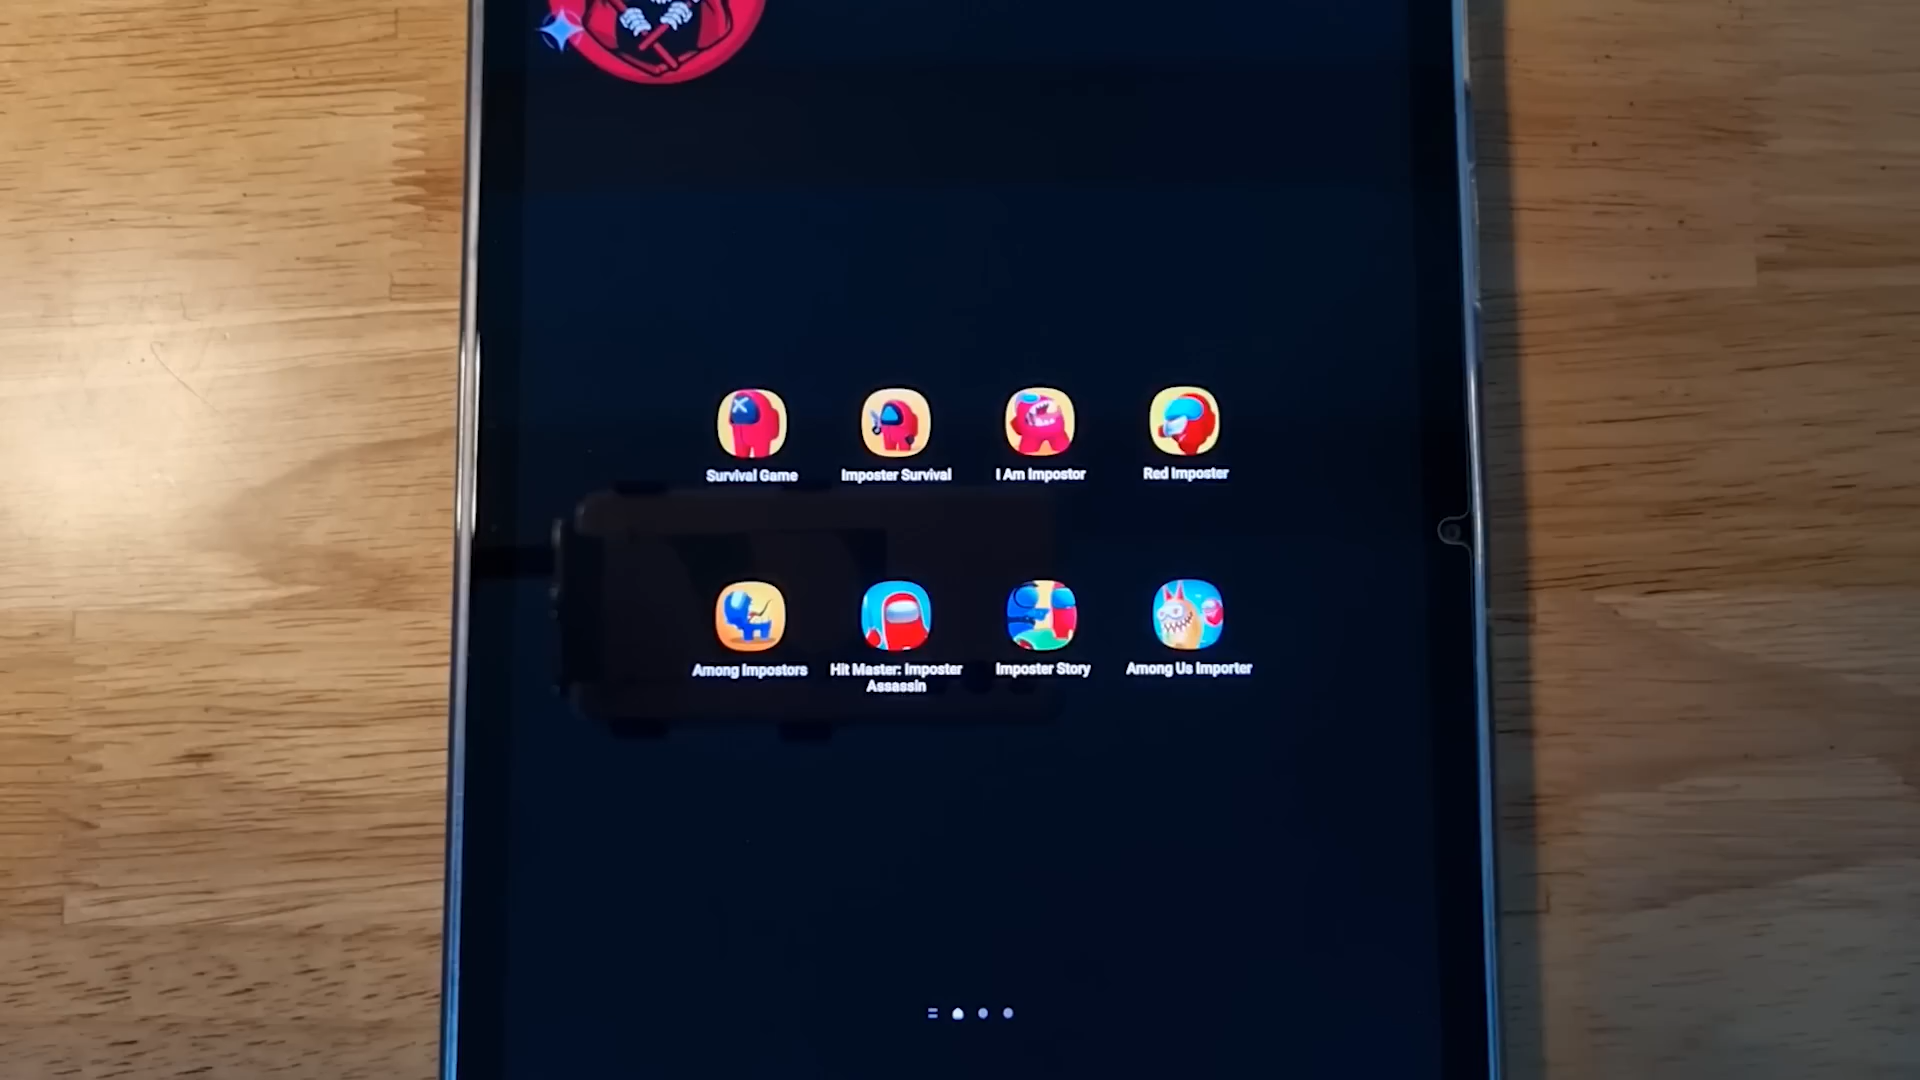 Survival Game
Imposter Survival
I Am Impostor
Red Imposter
Among Impostors
Hit Master: Imposter
Assassin
Imposter Story
Among Us Importer